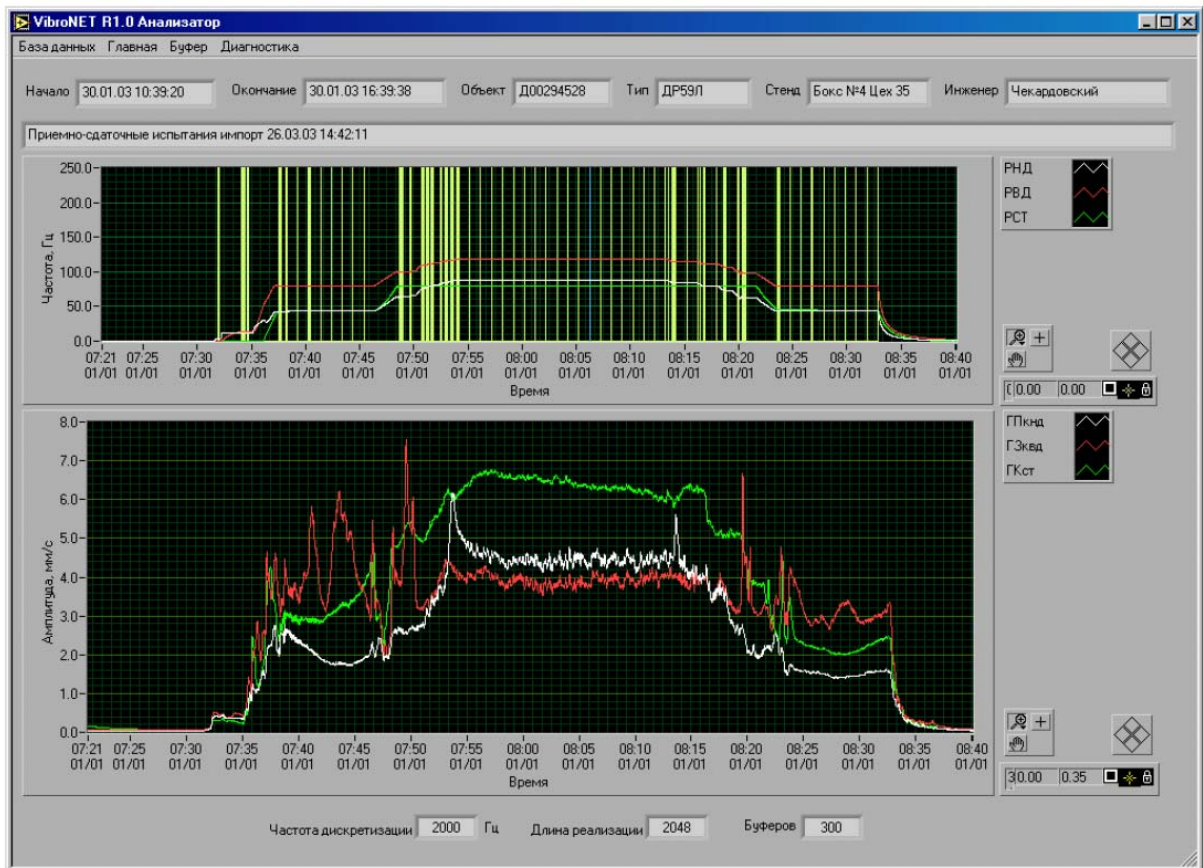 VibroNET R1.0 Анализатор
База данных Главная Буфер Диагностика
Начало 30.01.03 10:39:20 Окончание 30.01.03 16:39:38 Объект Д00294528 Тип ДР59Л Стенд Бокс №4 Цех 35 Инженер Чекардовский
Приемно-сдаточные испытания импорт 26.03.03 14:42:11
Частота, Гц
250.0
200.0
150.0
100.0
50.0
0.0
07:21 07:25 07:30 07:35 07:40 07:45 07:50 07:55 08:00 08:05 08:10 08:15 08:20 08:25 08:30 08:35 08:40
01/01 01/01 01/01 01/01 01/01 01/01 01/01 01/01 01/01 01/01 01/01 01/01 01/01 01/01 01/01 01/01 01/01
Время
РНД
РВД
РСТ
0.00 0.00
Амплитуда, мм/с
8.0
7.0
6.0
5.0
4.0
3.0
2.0
1.0
0.0
07:21 07:25 07:30 07:35 07:40 07:45 07:50 07:55 08:00 08:05 08:10 08:15 08:20 08:25 08:30 08:35 08:40
01/01 01/01 01/01 01/01 01/01 01/01 01/01 01/01 01/01 01/01 01/01 01/01 01/01 01/01 01/01 01/01 01/01
Время
ГПкнд
ГЗквд
ГКст
3 0.00 0.35
Частота дискретизации 2000 Гц Длина реализации 2048 Буферов 300